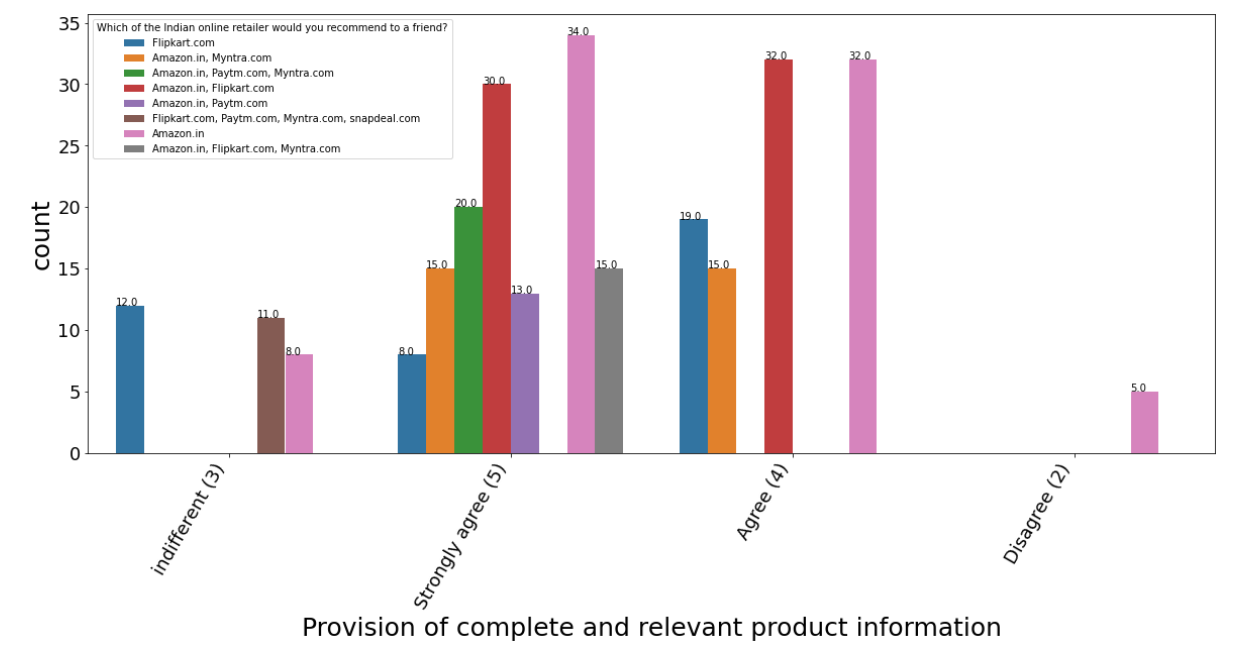 Which of the Indian online retailer would you recommend to a friend?
Flipkart.com
Amazon.in, Myntra.com
Amazon.in, Paytm.com, Myntra.com
Amazon.in, Flipkart.com
Amazon.in, Paytm.com
Flipkart.com, Paytm.com, Myntra.com, snapdeal.com
Amazon.in
Amazon.in, Flipkart.com, Myntra.com
count
35
30
25
20
15
10
5
0
12.0
11.0
8.0
8.0
15.0
20.0
30.0
13.0
34.0
15.0
19.0
15.0
32.0
32.0
5.0
indifferent (3)
Strongly agree (5)
Agree (4)
Disagree (2)
Provision of complete and relevant product information